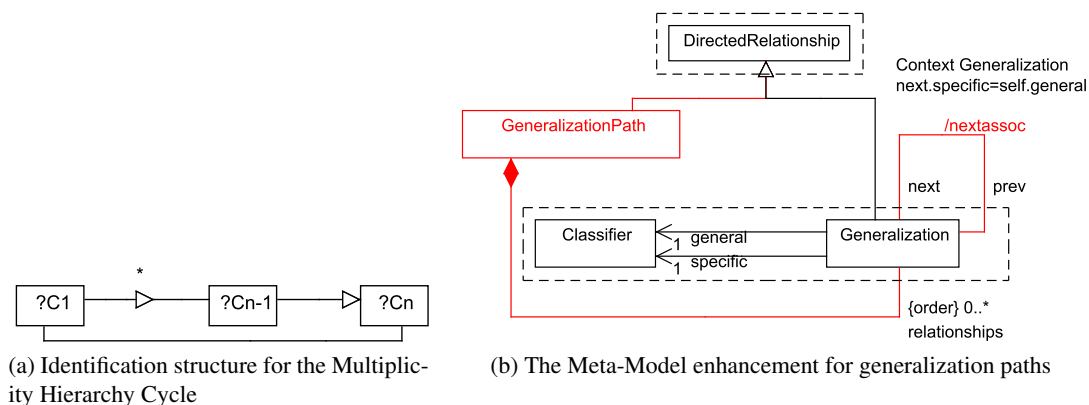 *
?C1
?Cn-1
?Cn
(a) Identification structure for the Multiplic-
ity Hierarchy Cycle
DirectedRelationship
Context Generalization
next.specific=self.general
GeneralizationPath
/nextassoc
next
prev
Classifier
Generalization
1 general
1 specific
{order} 0..*
relationships
(b) The Meta-Model enhancement for generalization paths